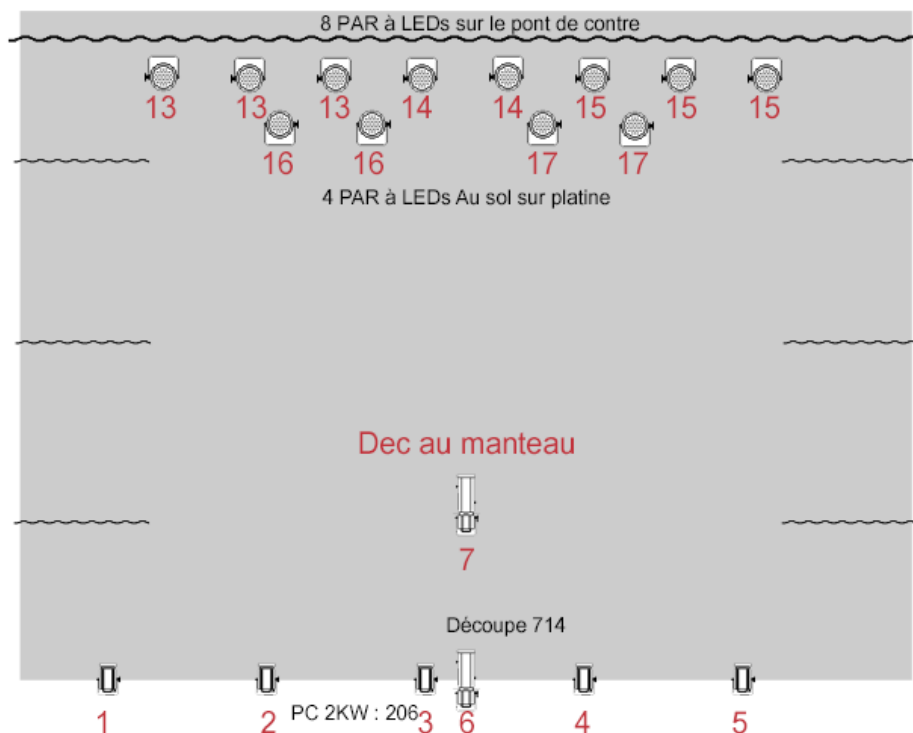 8 PAR à LEDs sur le pont de contre
13 13 13 14 14 15 15 15
16 16 17 17
4 PAR à LEDs Au sol sur platine
Dec au manteau
7
Découpe 714
1 2 PC 2KW : 206 3 6 4 5